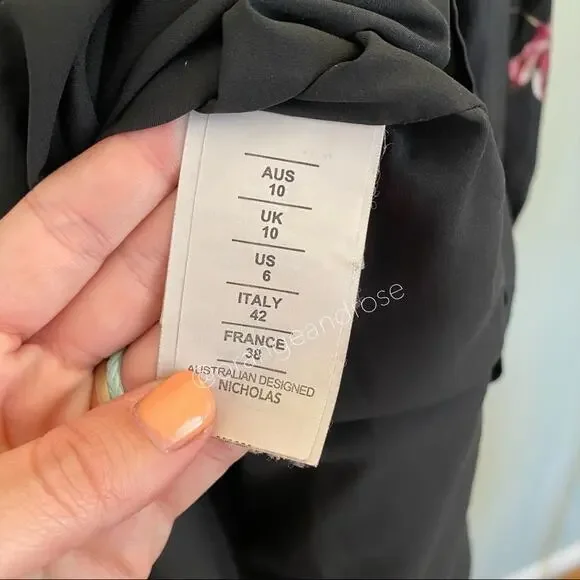 AUS
10
UK
10
US
6
ITALY
42
FRANCE
38
AUSTRALIAN DESIGNED
NICHOLAS